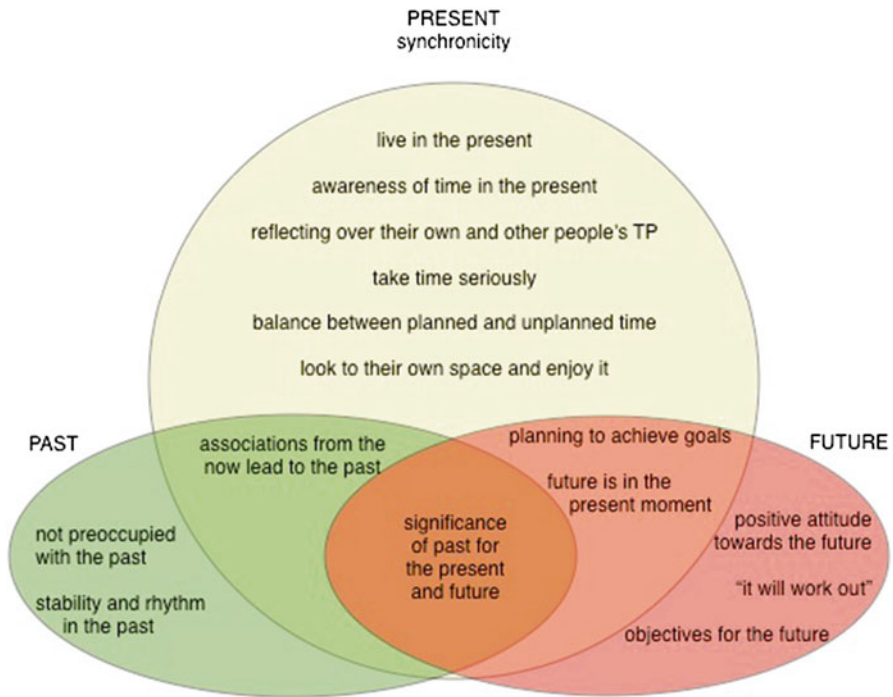 PRESENT
synchronicity
live in the present
awareness of time in the present
reflecting over their own and other people's TP
take time seriously
balance between planned and unplanned time
look to their own space and enjoy it
PAST
associations from the
now lead to the past
not preoccupied
with the past
stability and rhythm
in the past
significance
of past for
the present
and future
planning to achieve goals
future is in the
present moment
FUTURE
positive attitude
towards the future
"it will work out"
objectives for the future